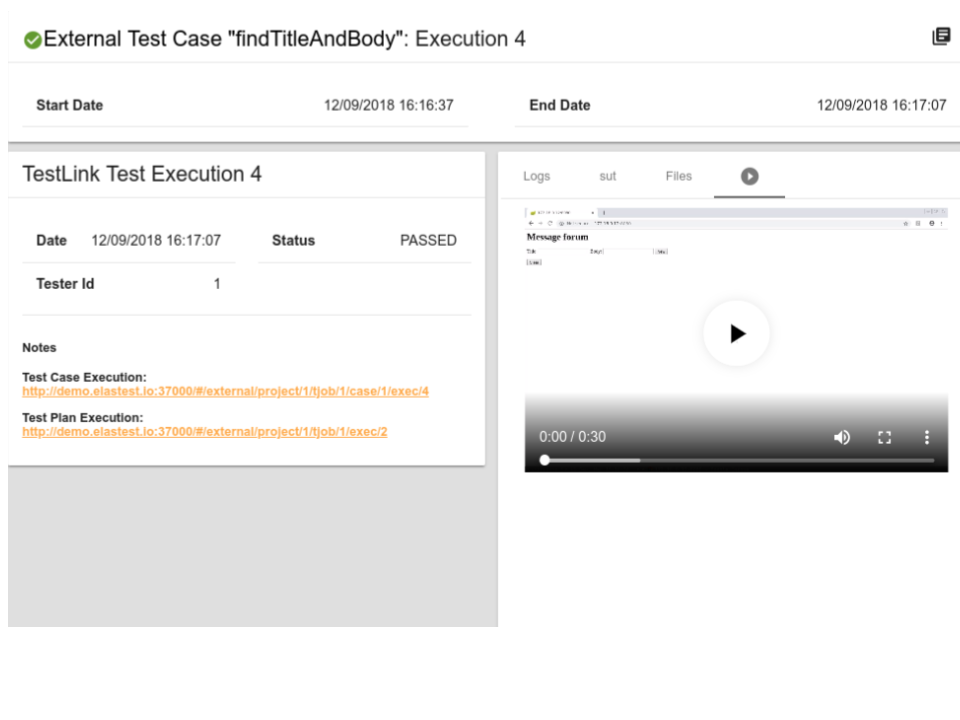 External Test Case "findTitleAndBody": Execution 4
Start Date 12/09/2018 16:16:37 End Date 12/09/2018 16:17:07
TestLink Test Execution 4
Date 12/09/2018 16:17:07 Status PASSED
Tester Id 1
Notes
Test Case Execution:
http://demo.elastest.io:37000/#/external/project/1/tjob/1/case/1/exec/4
Test Plan Execution:
http://demo.elastest.io:37000/#/external/project/1/tjob/1/exec/2
Logs sut Files
Message forum
0:00 / 0:30